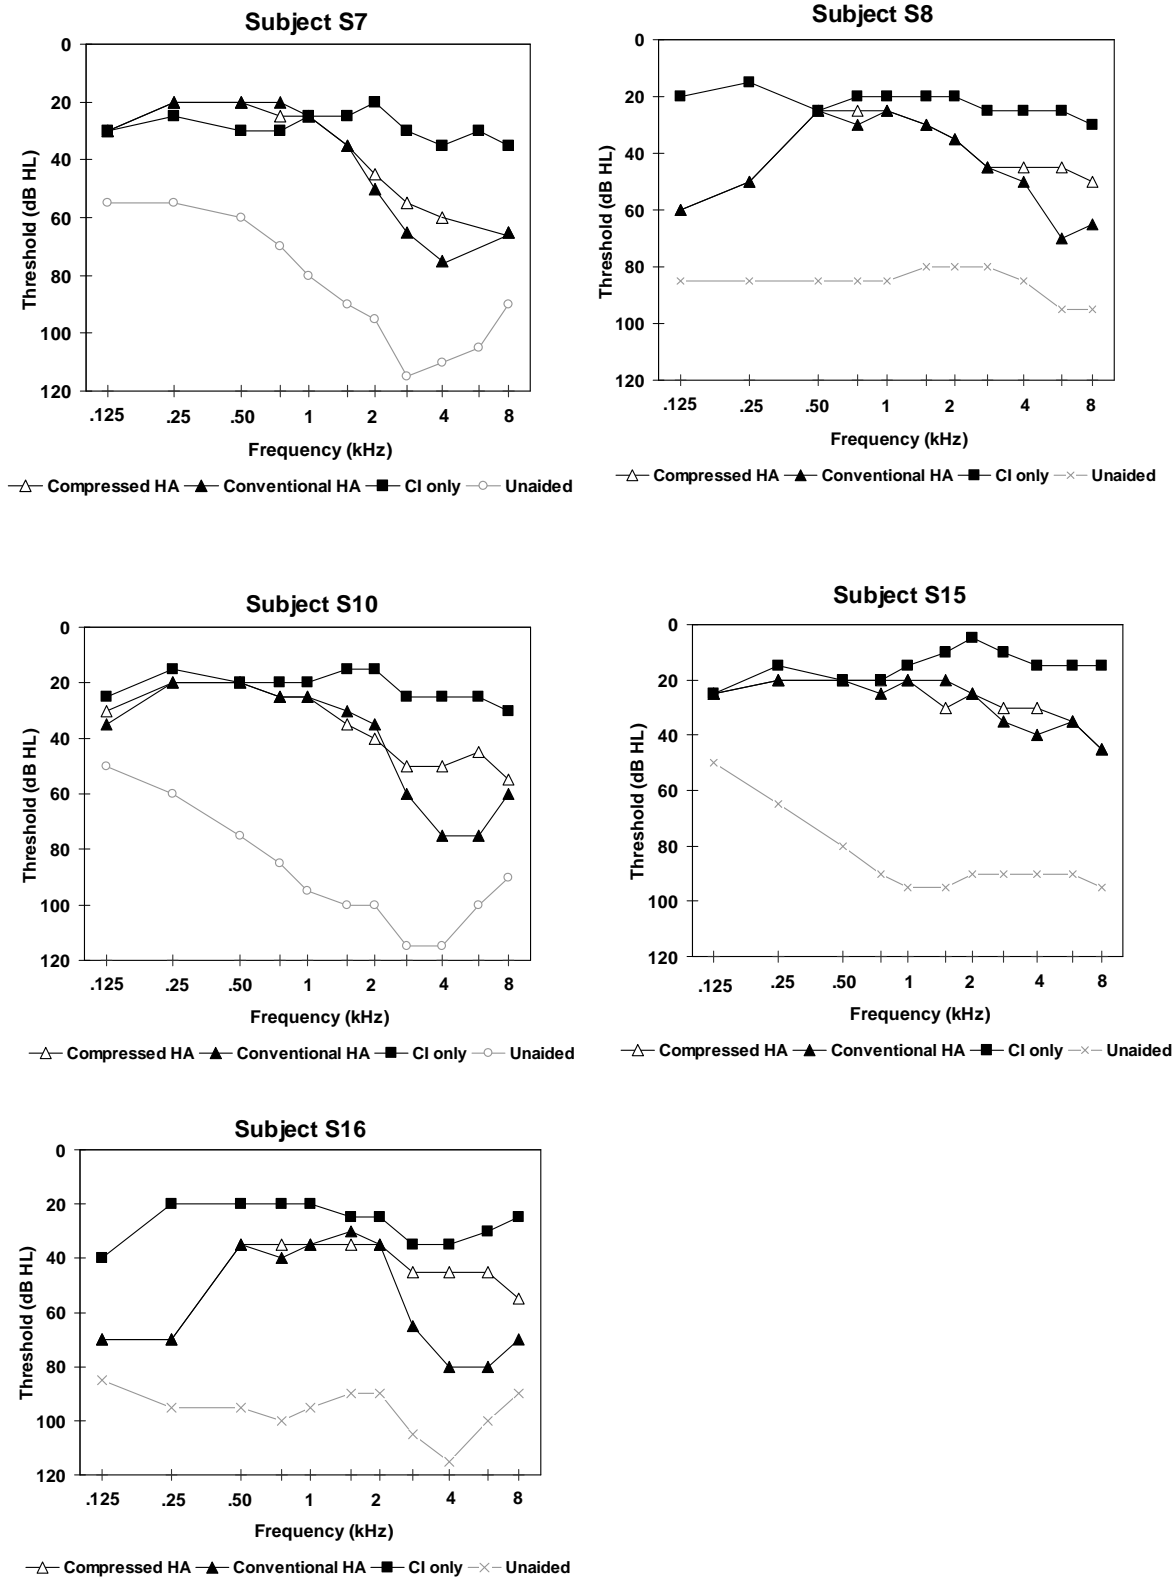 Subject S7
0
20
40
60
80
100
120
Threshold (dB HL)
.125 .25 .50 1 2 4 8
Frequency (kHz)
Compressed HA Conventional HA CI only Unaided
Subject S8
0
20
40
60
80
100
120
Threshold (dB HL)
.125 .25 .50 1 2 4 8
Frequency (kHz)
Compressed HA Conventional HA CI only Unaided
Subject S10
0
20
40
60
80
100
120
Threshold (dB HL)
.125 .25 .50 1 2 4 8
Frequency (kHz)
Compressed HA Conventional HA CI only Unaided
Subject S15
0
20
40
60
80
100
120
Threshold (dB HL)
.125 .25 .50 1 2 4 8
Frequency (kHz)
Compressed HA Conventional HA CI only Unaided
Subject S16
0
20
40
60
80
100
120
Threshold (dB HL)
.125 .25 .50 1 2 4 8
Frequency (kHz)
Compressed HA Conventional HA CI only Unaided